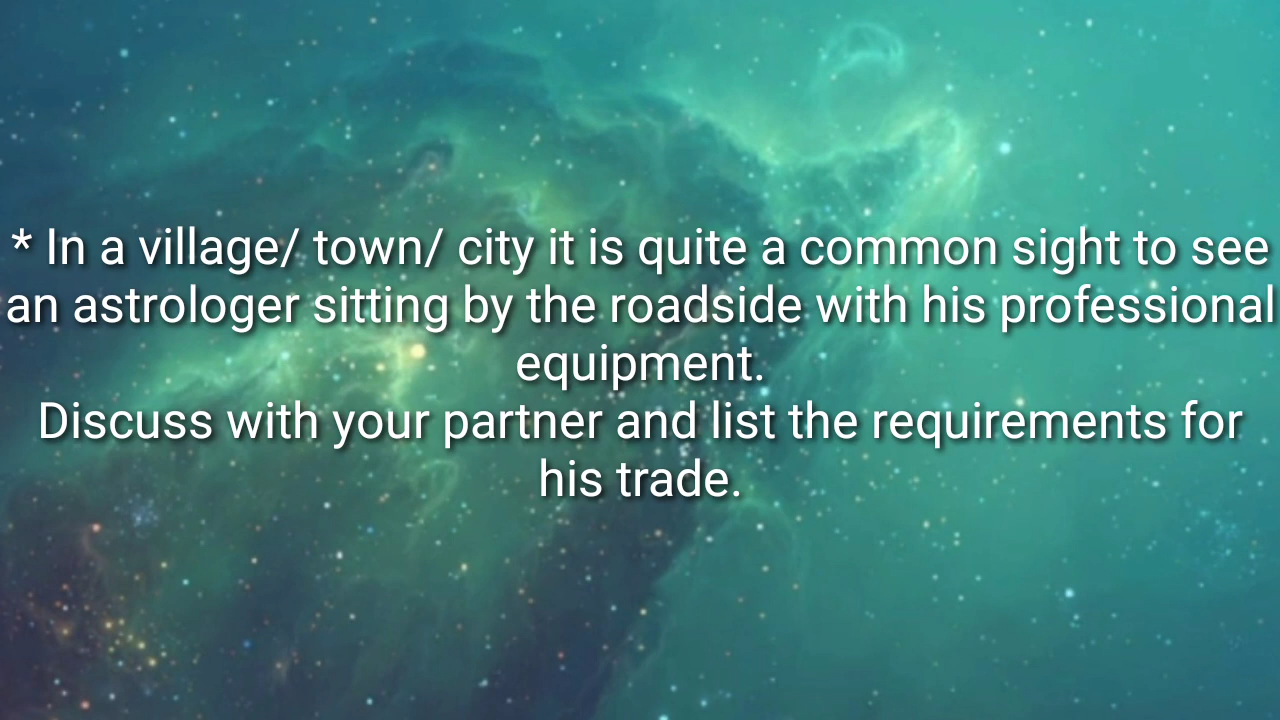 * In a village/ town/ city it is quite a common sight to see
an astrologer sitting by the roadside with his professional
equipment.
Discuss with your partner and list the requirements for
his trade.